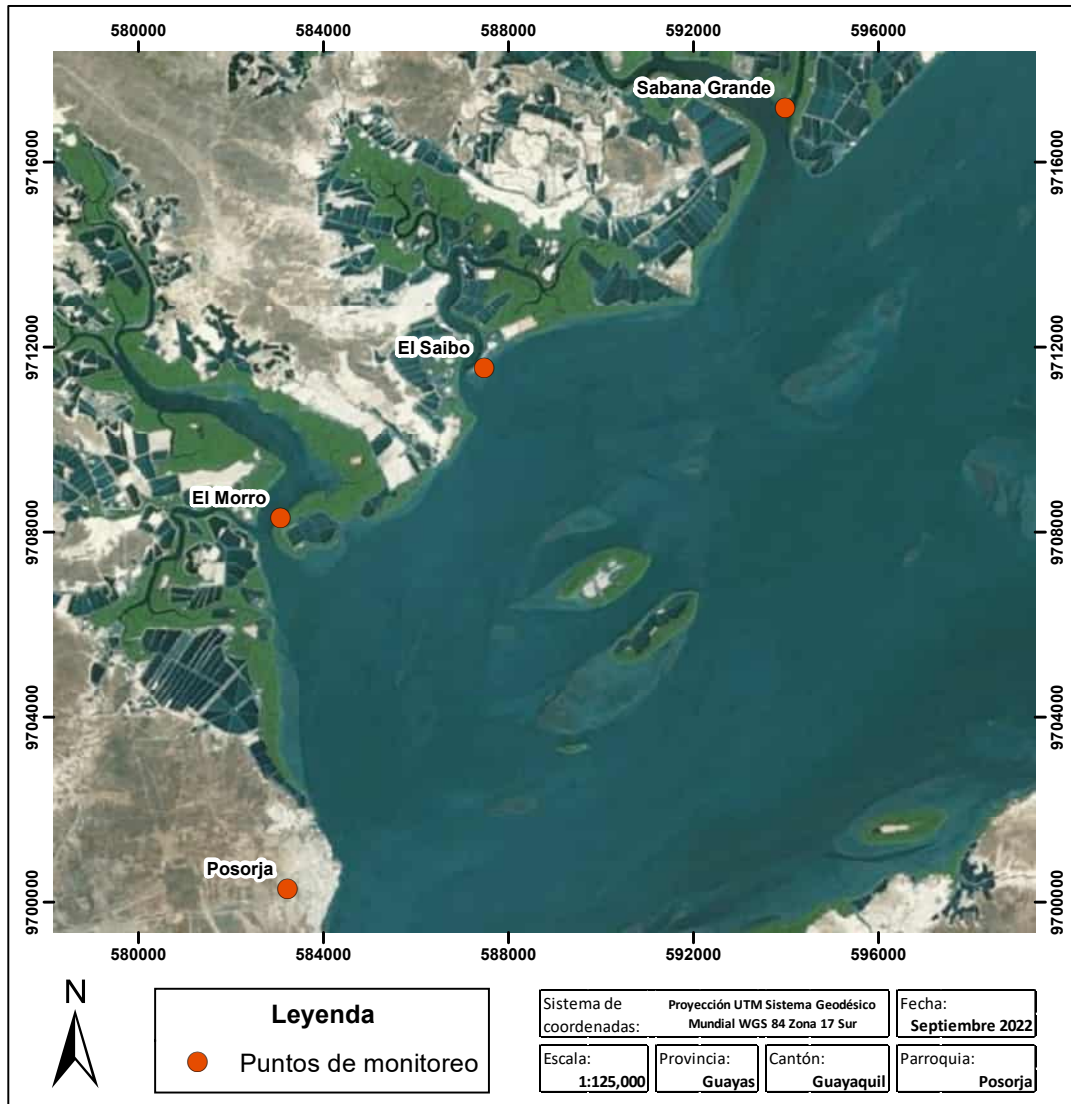 580000 584000 588000 592000 596000
Sabana Grande
9716000 9716000
El Saibo
9712000 9712000
El Morro
9708000 9708000
9704000 9704000
Posorja
9700000 9700000
580000 584000 588000 592000 596000
N
Leyenda
Puntos de monitoreo
Sistema de coordenadas:
Proyección UTM Sistema Geodésico
Mundial WGS 84 Zona 17 Sur
Fecha:
Septiembre 2022
Escala:
1:125,000
Provincia:
Guayas
Cantón:
Guayaquil
Parroquia:
Posorja